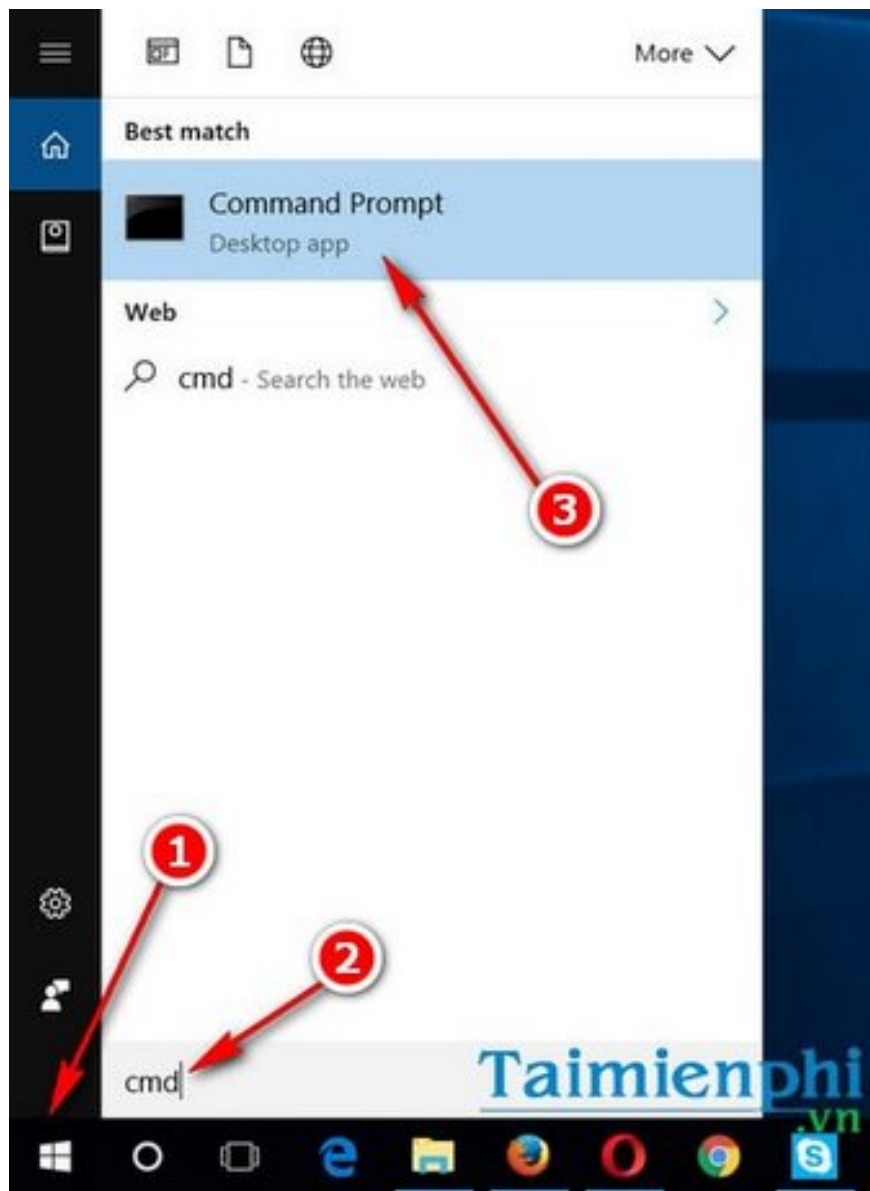 More
Best match
Command Prompt
Desktop app
Web
cmd - Search the web
3
1
2
cmd
Taimienphi
.vn